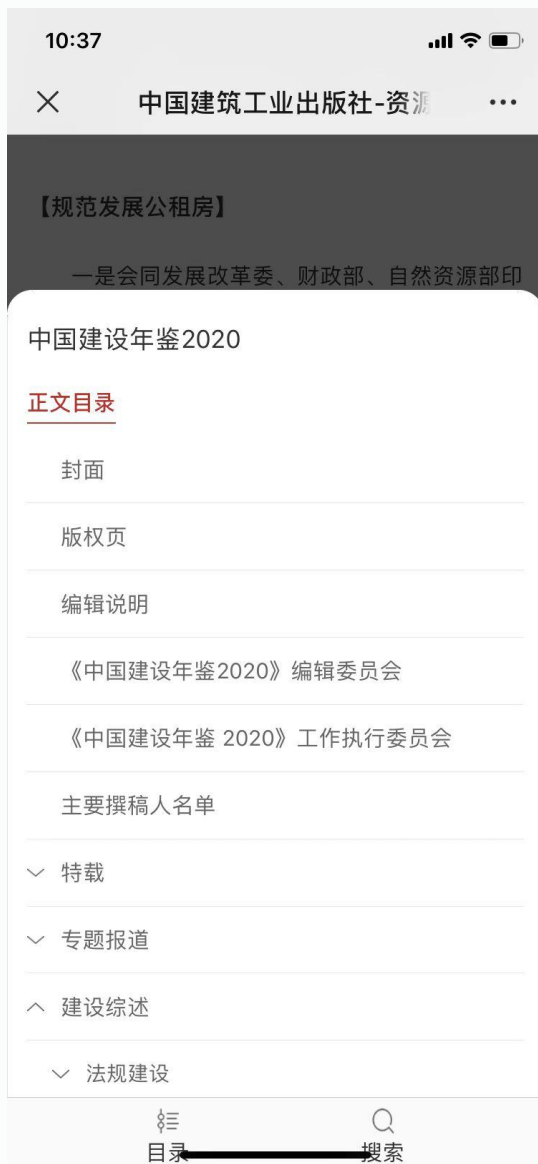 10:37
中国建筑工业出版社-资源
【规范发展公租房】
一是会同发展改革委、财政部、自然资源部印
中国建设年鉴2020
正文目录
封面
版权页
编辑说明
《中国建设年鉴2020》编辑委员会
《中国建设年鉴 2020》工作执行委员会
主要撰稿人名单
特载
专题报道
建设综述
法规建设
目录
搜索